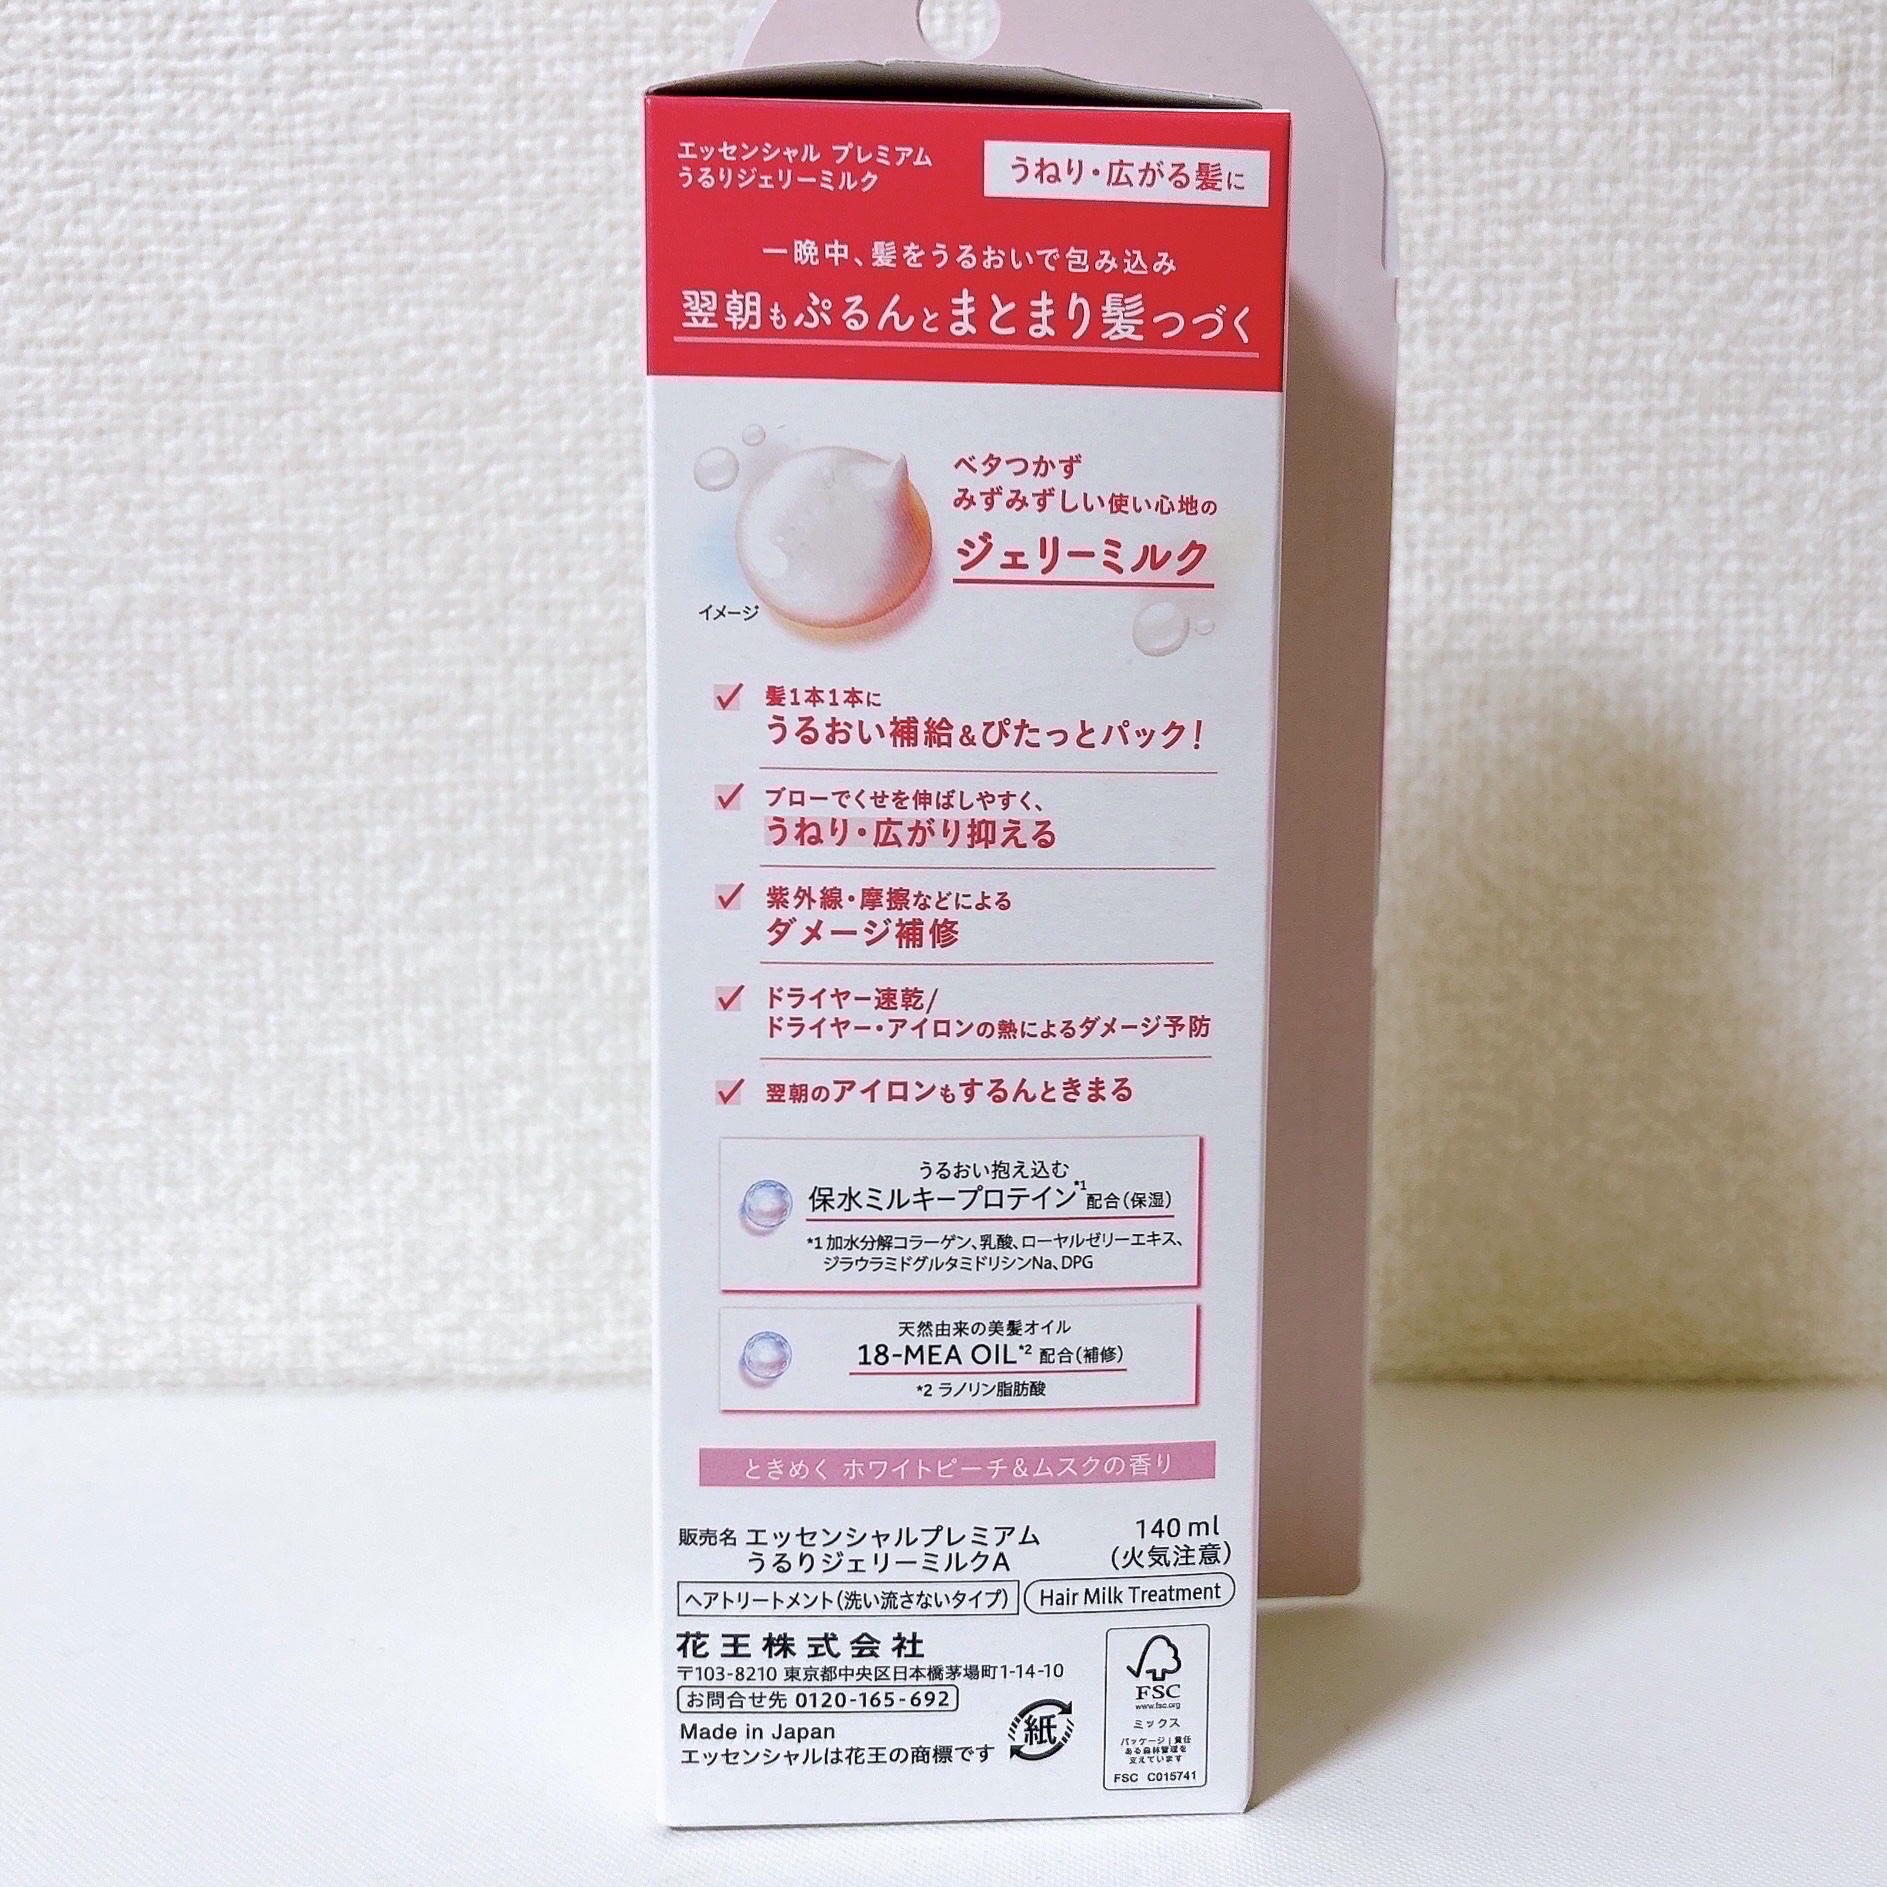 エッセンシャル プレミアム
うるりジェリーミルク
うねり・広がる髪に
一晩中、髪をうるおいで包み込み
翌朝もぷるんとまとまり髪つづく
ベタつかず
みずみずしい使い心地の
ジェリーミルク
イメージ
髪1本1本に
うるおい補給&ぴたっとパック!
ブローでくせを伸ばしやすく、
うねり・広がり抑える
紫外線・摩擦などによる
ダメージ補修
ドライヤー速乾/
ドライヤー・アイロンの熱によるダメージ予防
翌朝のアイロンもするんときまる
うるおい抱え込む
保水ミルキープロテイン*1配合(保湿)
*1 加水分解コラーゲン、乳酸、ローヤルゼリーエキス、
ジラウラミドグルタミドリシンNa、DPG
天然由来の美髪オイル
18-MEA OIL*2 配合(補修)
*2 ラノリン脂肪酸
ときめく ホワイトピーチ&ムスクの香り
販売名 エッセンシャルプレミアム
うるりジェリーミルクA
140 ml
(火気注意)
ヘアトリートメント(洗い流さないタイプ)
Hair Milk Treatment
花王株式会社
〒103-8210 東京都中央区日本橋茅場町1-14-10
お問合せ先 0120-165-692
Made in Japan
エッセンシャルは花王の商標です
紙
FSC
www.fsc.org
ミックス
パッケージ|責任
ある森林管理を
支えています
FSC C015741